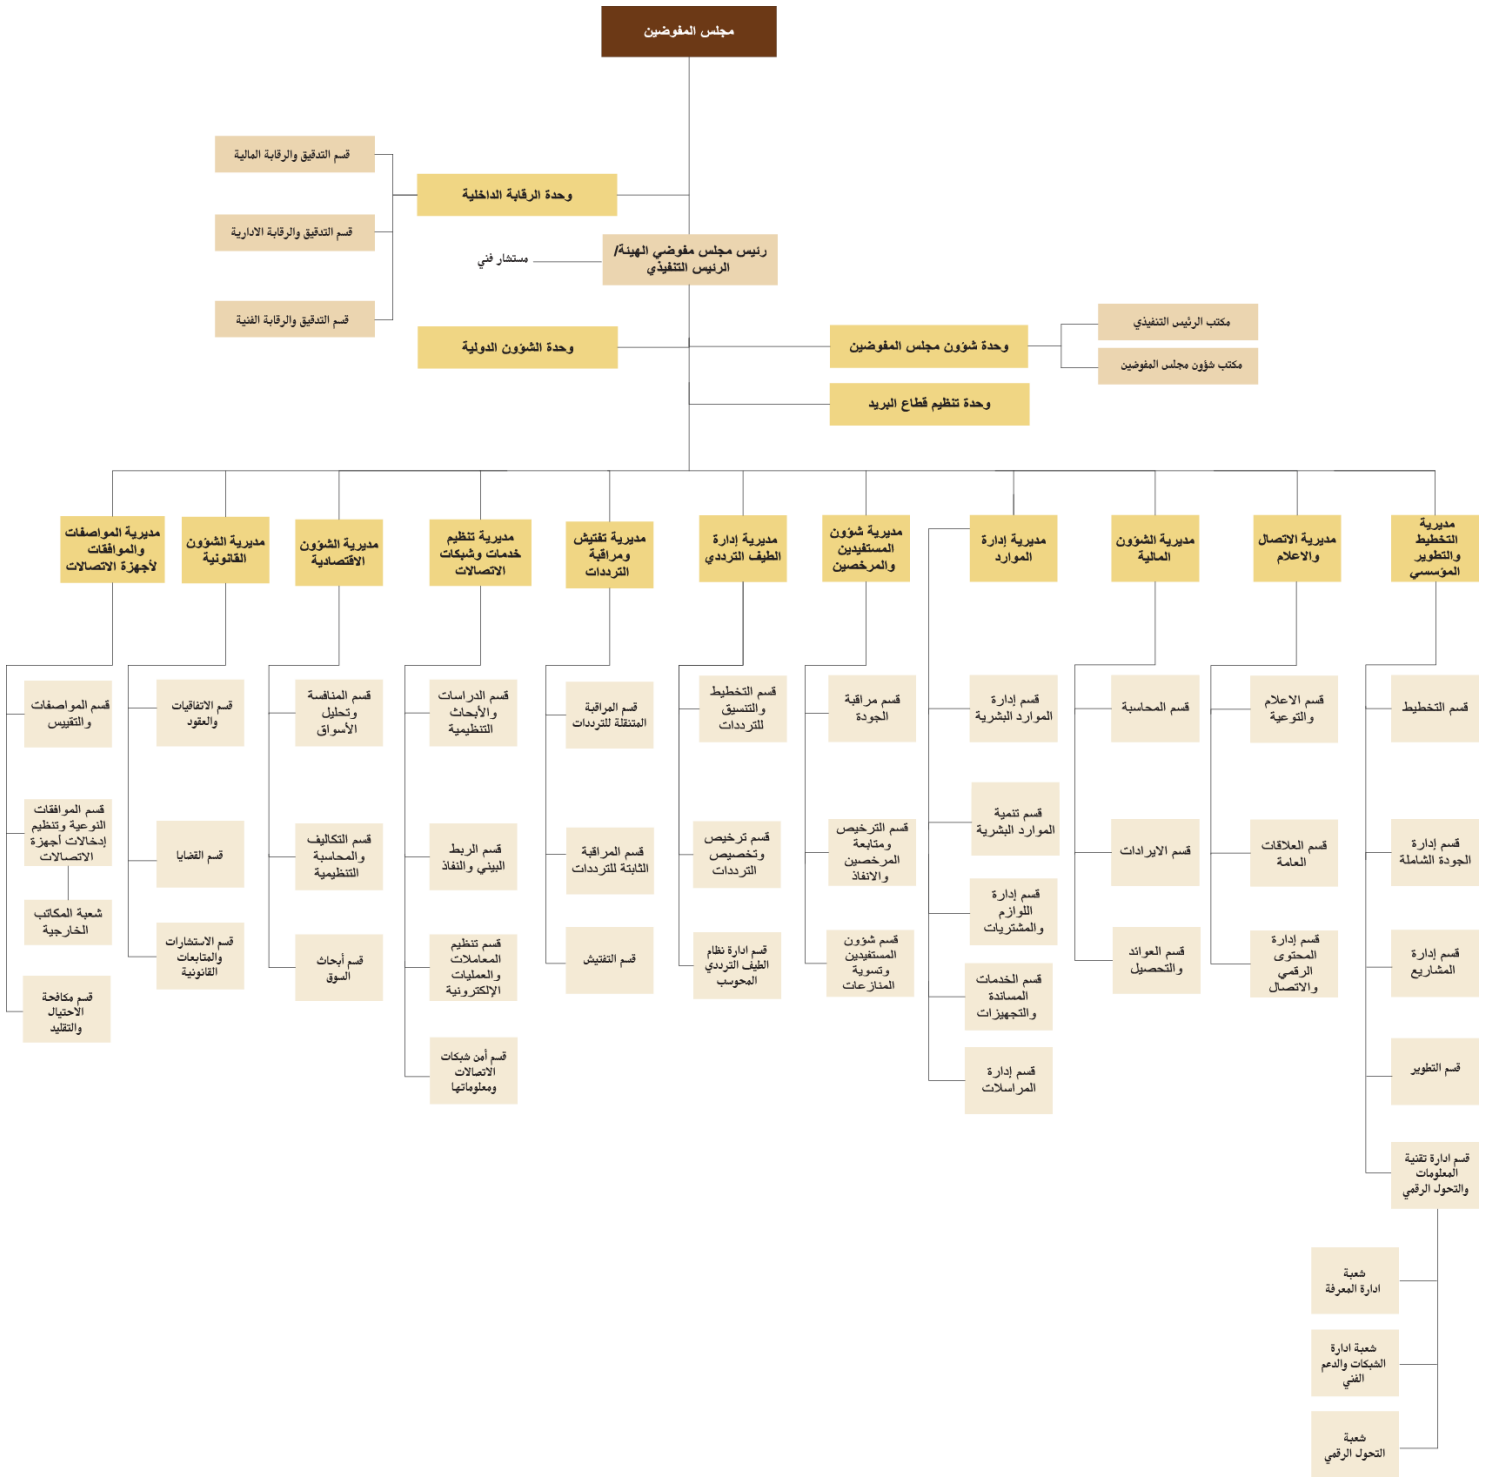 مجلس المفوضين
قسم التدقيق والرقابة المالية
وحدة الرقابة الداخلية
قسم التدقيق والرقابة الادارية
رئيس مجلس مفوضي الهيئة/
الرئيس التنفيذي
مستشار فني
قسم التدقيق والرقابة الفنية
مكتب الرئيس التنفيذي
وحدة شؤون مجلس المفوضين
وحدة الشؤون الدولية
مكتب شؤون مجلس المفوضين
وحدة تنظيم قطاع البريد
مديرية
التخطيط
والتطوير
المؤسسي
مديرية الاتصال
والاعلام
مديرية الشؤون
المالية
مديرية إدارة
الموارد
مديرية شؤون
المستفيدين
والمرخصين
مديرية إدارة
الطيف الترددي
مديرية تفتيش
ومراقبة
الترددات
مديرية تنظيم
خدمات وشبكات
الاتصالات
مديرية الشؤون
الاقتصادية
مديرية الشؤون
القانونية
مديرية المواصفات
والموافقات
لأجهزة الاتصالات
قسم التخطيط
قسم الاعلام
والتوعية
قسم المحاسبة
قسم إدارة
الموارد البشرية
قسم مراقبة
الجودة
قسم التخطيط
والتنسيق
للترددات
قسم المراقبة
المتنقلة للترددات
قسم الدراسات
والأبحاث
التنظيمية
قسم المنافسة
وتحليل
الأسواق
قسم الاتفاقيات
والعقود
قسم المواصفات
والتقييس
قسم إدارة
الجودة الشاملة
قسم العلاقات
العامة
قسم الايرادات
قسم تنمية
الموارد البشرية
قسم الترخيص
ومتابعة
المرخصين
والانفاذ
قسم ترخيص
وتخصيص
الترددات
قسم المراقبة
الثابتة للترددات
قسم الربط
البيني والنفاذ
قسم التكاليف
والمحاسبة
التنظيمية
قسم القضايا
قسم الموافقات
النوعية وتنظيم
إدخالات أجهزة
الاتصالات
شعبة المكاتب
الخارجية
قسم إدارة
المشاريع
قسم إدارة
المحتوى
الرقمي
والاتصال
قسم العوائد
والتحصيل
قسم إدارة
اللوازم
والمشتريات
قسم شؤون
المستفيدين
وتسوية
المنازعات
قسم ادارة نظام
الطيف الترددي
المحوسب
قسم التفتيش
قسم تنظيم
المعاملات
والعمليات
الإلكترونية
قسم أبحاث
السوق
قسم الاستشارات
والمتابعات
القانونية
قسم مكافحة
الاحتيال
والتقليد
قسم التطوير
قسم الخدمات
المساندة
والتجهيزات
قسم إدارة
المراسلات
قسم أمن شبكات
الاتصالات
ومعلوماتها
قسم ادارة تقنية
المعلومات
والتحول الرقمي
شعبة
ادارة المعرفة
شعبة ادارة
الشبكات والدعم
الفني
شعبة
التحول الرقمي